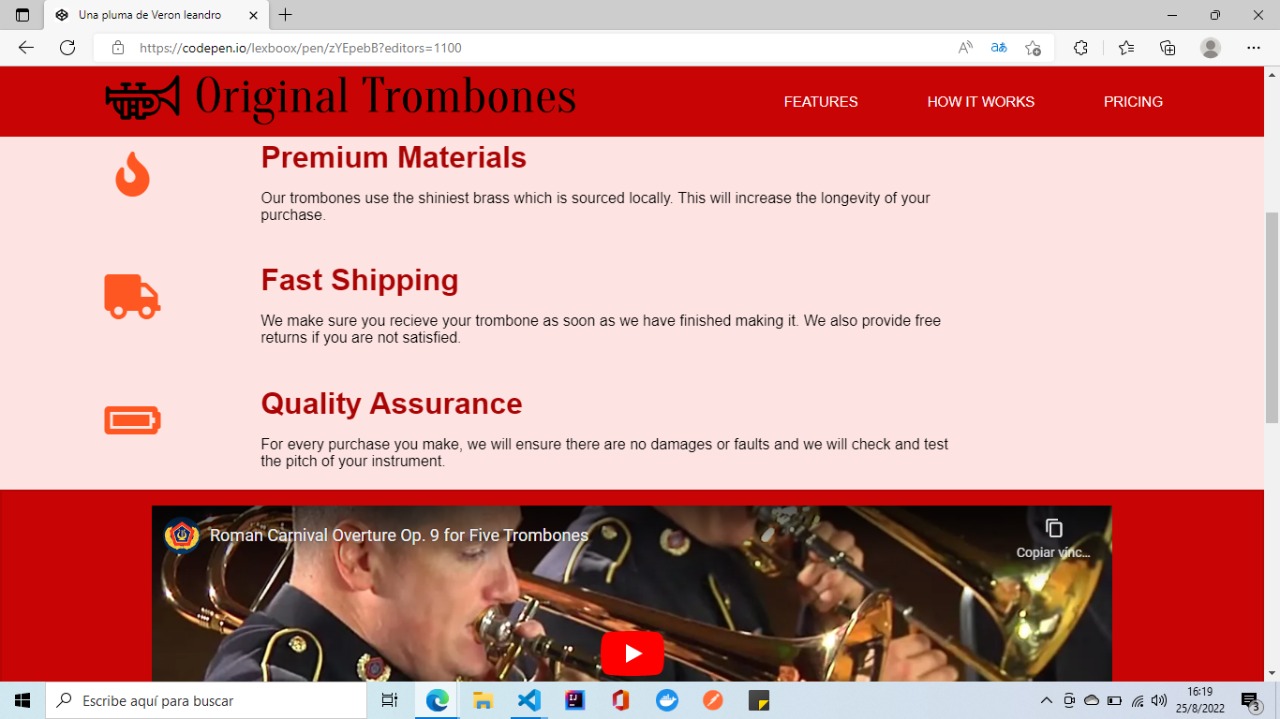 Una página de leandro
https://codepen.io/lexboox/pen/zYEpebB?editors=1100
Original Trombones
FEATURES
HOW IT WORKS
PRICING
Premium Materials
Our trombones use the shiniest brass which is sourced locally. This will increase the longevity of your
purchase.
Fast Shipping
We make sure you recieve your trombone as soon as we have finished making it. We also provide free
returns if you are not satisfied.
Quality Assurance
For every purchase you make, we will ensure there are no damages or faults and we will check and test
the pitch of your instrument.
Roman Carnival Overture Op. 9 for Five Trombones
Copiar vínc...
Escribe aquí para buscar
16:19
25/8/2022
3